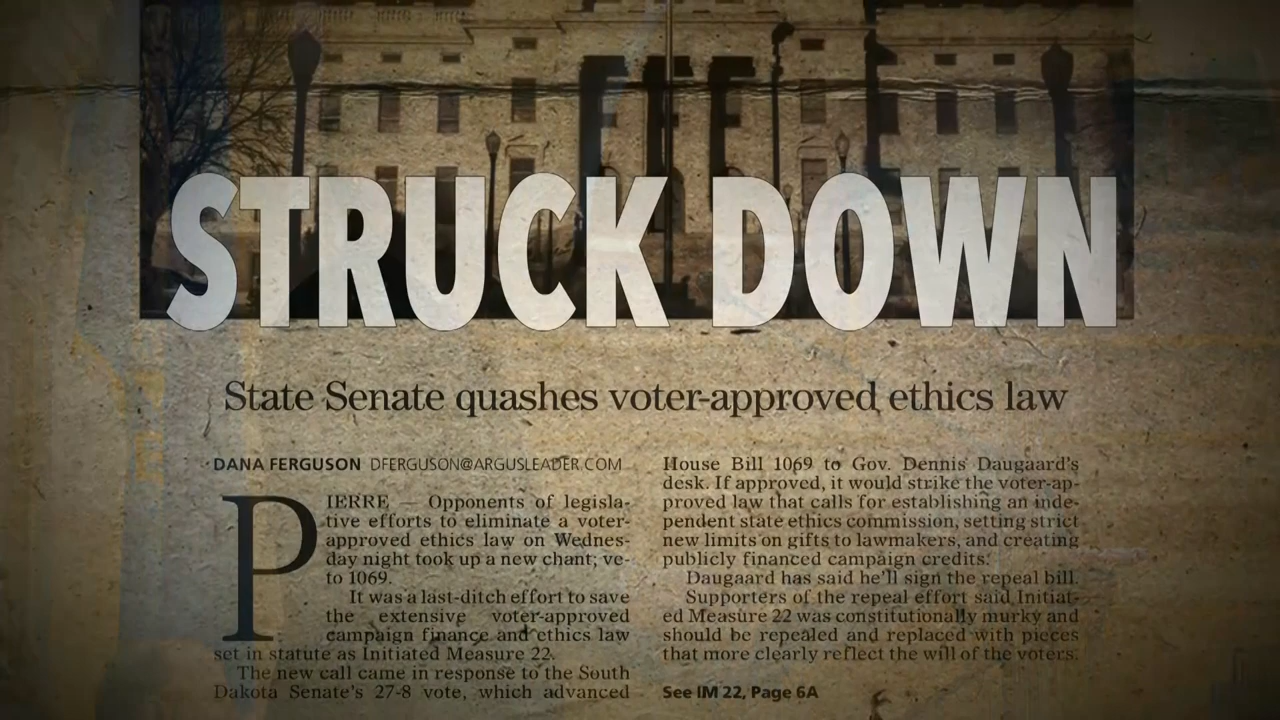 STRUCK DOWN
State Senate quashes voter-approved ethics law
DANA FERGUSON DFERGUSON@ARGUSLEADER.COM
PIERRE — Opponents of legisla-
tive efforts to eliminate a voter-
approved ethics law on Wednes-
day night took up a new chant; ve-
to 1069.
It was a last-ditch effort to save
the extensive voter-approved
campaign finance and ethics law
set in statute as Initiated Measure 22.
The new call came in response to the South
Dakota Senate's 27-8 vote, which advanced
House Bill 1069 to Gov. Dennis Daugaard's
desk. If approved, it would strike the voter-ap-
proved law that calls for establishing an inde-
pendent state ethics commission, setting strict
new limits on gifts to lawmakers, and creating
publicly financed campaign credits.
Daugaard has said he'll sign the repeal bill.
Supporters of the repeal effort said Initiat-
ed Measure 22 was constitutionally murky and
should be repealed and replaced with pieces
that more clearly reflect the will of the voters.
See IM 22, Page 6A